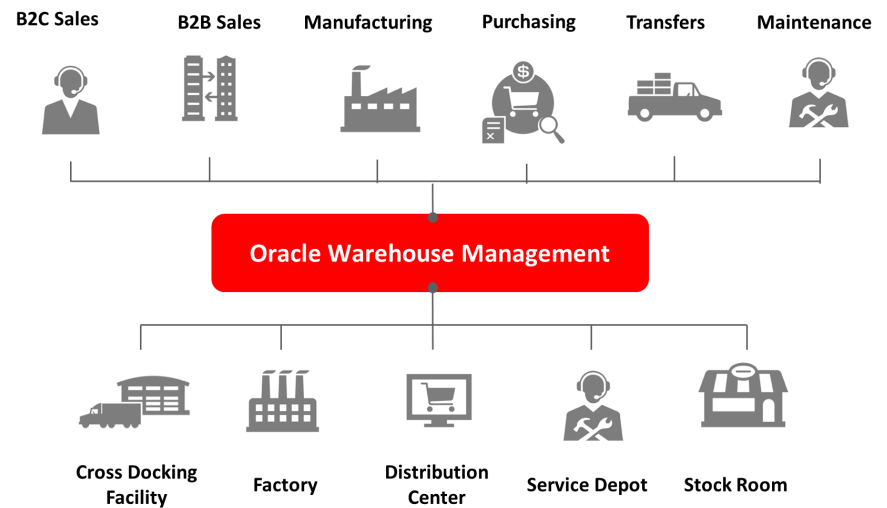 B2C Sales
B2B Sales
Manufacturing
Purchasing
Transfers
Maintenance
$
x
Oracle Warehouse Management
Cross Docking
Facility
Factory
Distribution
Center
Service Depot
Stock Room